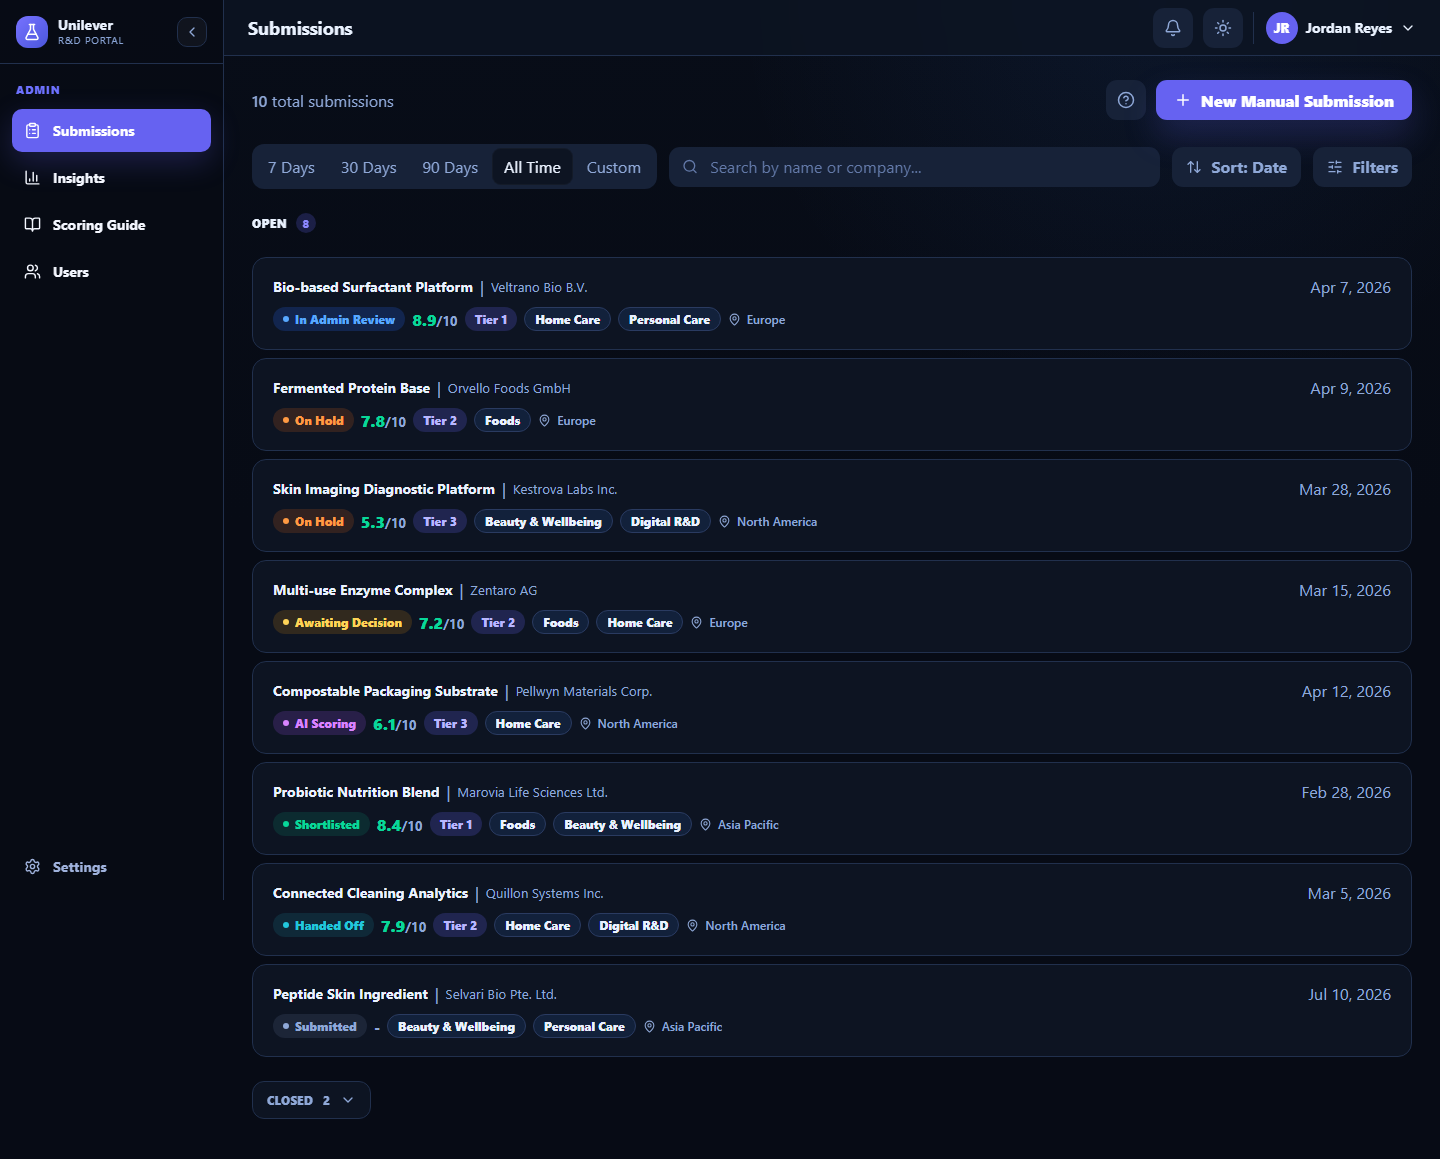 Unilever
R&D PORTAL
ADMIN
Submissions
Insights
Scoring Guide
Users
Settings
Submissions
JR Jordan Reyes
10 total submissions
New Manual Submission
7 Days 30 Days 90 Days All Time Custom
Search by name or company...
Sort: Date
Filters
OPEN 8
Bio-based Surfactant Platform | Veltrano Bio B.V. Apr 7, 2026
In Admin Review 8.9/10 Tier 1 Home Care Personal Care Europe
Fermented Protein Base | Orvello Foods GmbH Apr 9, 2026
On Hold 7.8/10 Tier 2 Foods Europe
Skin Imaging Diagnostic Platform | Kestrova Labs Inc. Mar 28, 2026
On Hold 5.3/10 Tier 3 Beauty & Wellbeing Digital R&D North America
Multi-use Enzyme Complex | Zentaro AG Mar 15, 2026
Awaiting Decision 7.2/10 Tier 2 Foods Home Care Europe
Compostable Packaging Substrate | Pellwyn Materials Corp. Apr 12, 2026
AI Scoring 6.1/10 Tier 3 Home Care North America
Probiotic Nutrition Blend | Marovia Life Sciences Ltd. Feb 28, 2026
Shortlisted 8.4/10 Tier 1 Foods Beauty & Wellbeing Asia Pacific
Connected Cleaning Analytics | Quillon Systems Inc. Mar 5, 2026
Handed Off 7.9/10 Tier 2 Home Care Digital R&D North America
Peptide Skin Ingredient | Selvari Bio Pte. Ltd. Jul 10, 2026
Submitted - Beauty & Wellbeing Personal Care Asia Pacific
CLOSED 2